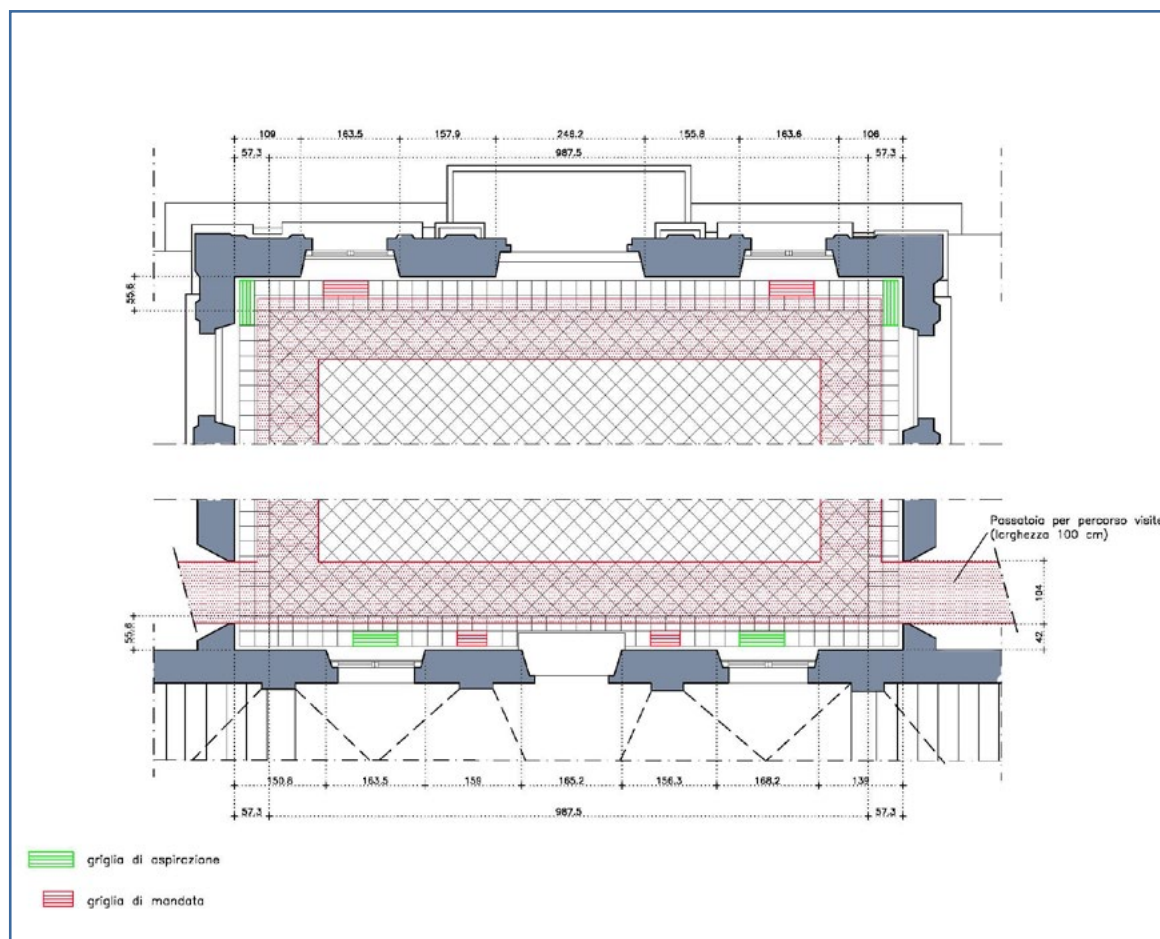 109 163.5 157.9 248.2 155.8 163.6 106
57.3 987.5 57.3
55.6
Passatoia per percorso visite
(larghezza 100 cm)
104
55.6
42
150.8 163.5 159 165.2 156.3 168.2 139
57.3 987.5 57.3
griglia di aspirazione
griglia di mandata